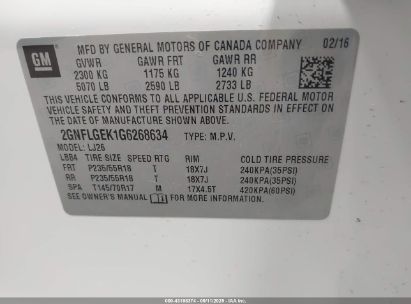 GM
MFD BY GENERAL MOTORS OF CANADA COMPANY 02/16
GVWR GAWR FRT GAWR RR
2300 KG 1175 KG 1240 KG
5070 LB 2590 LB 2733 LB
THIS VEHICLE CONFORMS TO ALL APPLICABLE U.S. FEDERAL MOTOR
VEHICLE SAFETY AND THEFT PREVENTION STANDARDS IN EFFECT ON THE
DATE OF MANUFACTURE SHOWN ABOVE.
2GNFLGEK1G6268634 TYPE: M.P.V.
MODEL: LJ26
LBB4 TIRE SIZE SPEED RTG RIM COLD TIRE PRESSURE
FRT P235/55R18 T 18X7J 240KPA(35PSI)
RR P235/55R18 T 18X7J 240KPA(35PSI)
SPA T145/70R17 M 17X4.5T 420KPA(60PSI)
SEE OWNER'S MANUAL FOR MORE INFORMATION.